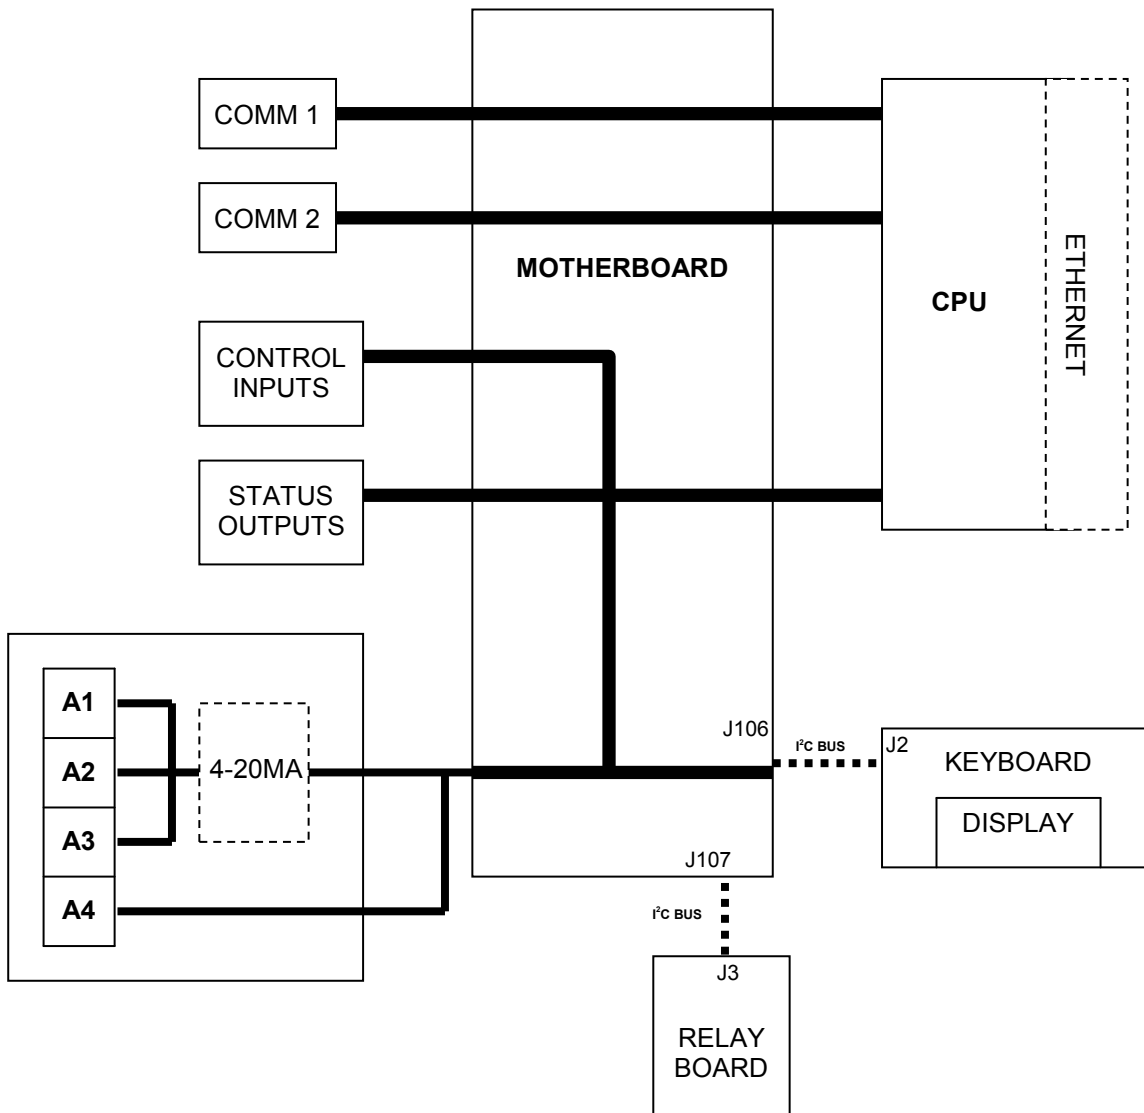 COMM 1
COMM 2
MOTHERBOARD
CPU
ETHERNET
CONTROL
INPUTS
STATUS
OUTPUTS
A1
A2
A3
A4
4-20MA
J106
I²C BUS
J2
KEYBOARD
DISPLAY
J107
I²C BUS
J3
RELAY
BOARD